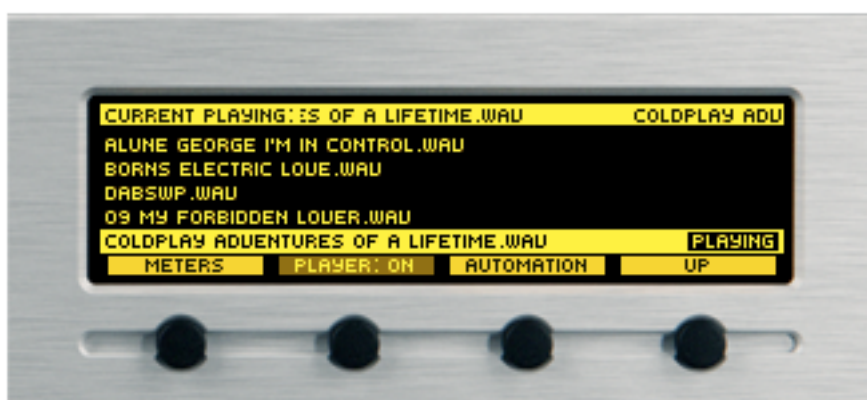 CURRENT PLAYING: ES OF A LIFETIME.WAV COLDPLAY ADV
ALUNE GEORGE I'M IN CONTROL.WAV
BORNS ELECTRIC LOVE.WAV
DABSWP.WAV
09 MY FORBIDDEN LOVER.WAV
COLDPLAY ADVENTURES OF A LIFETIME.WAV PLAYING
METERS PLAYER: ON AUTOMATION UP